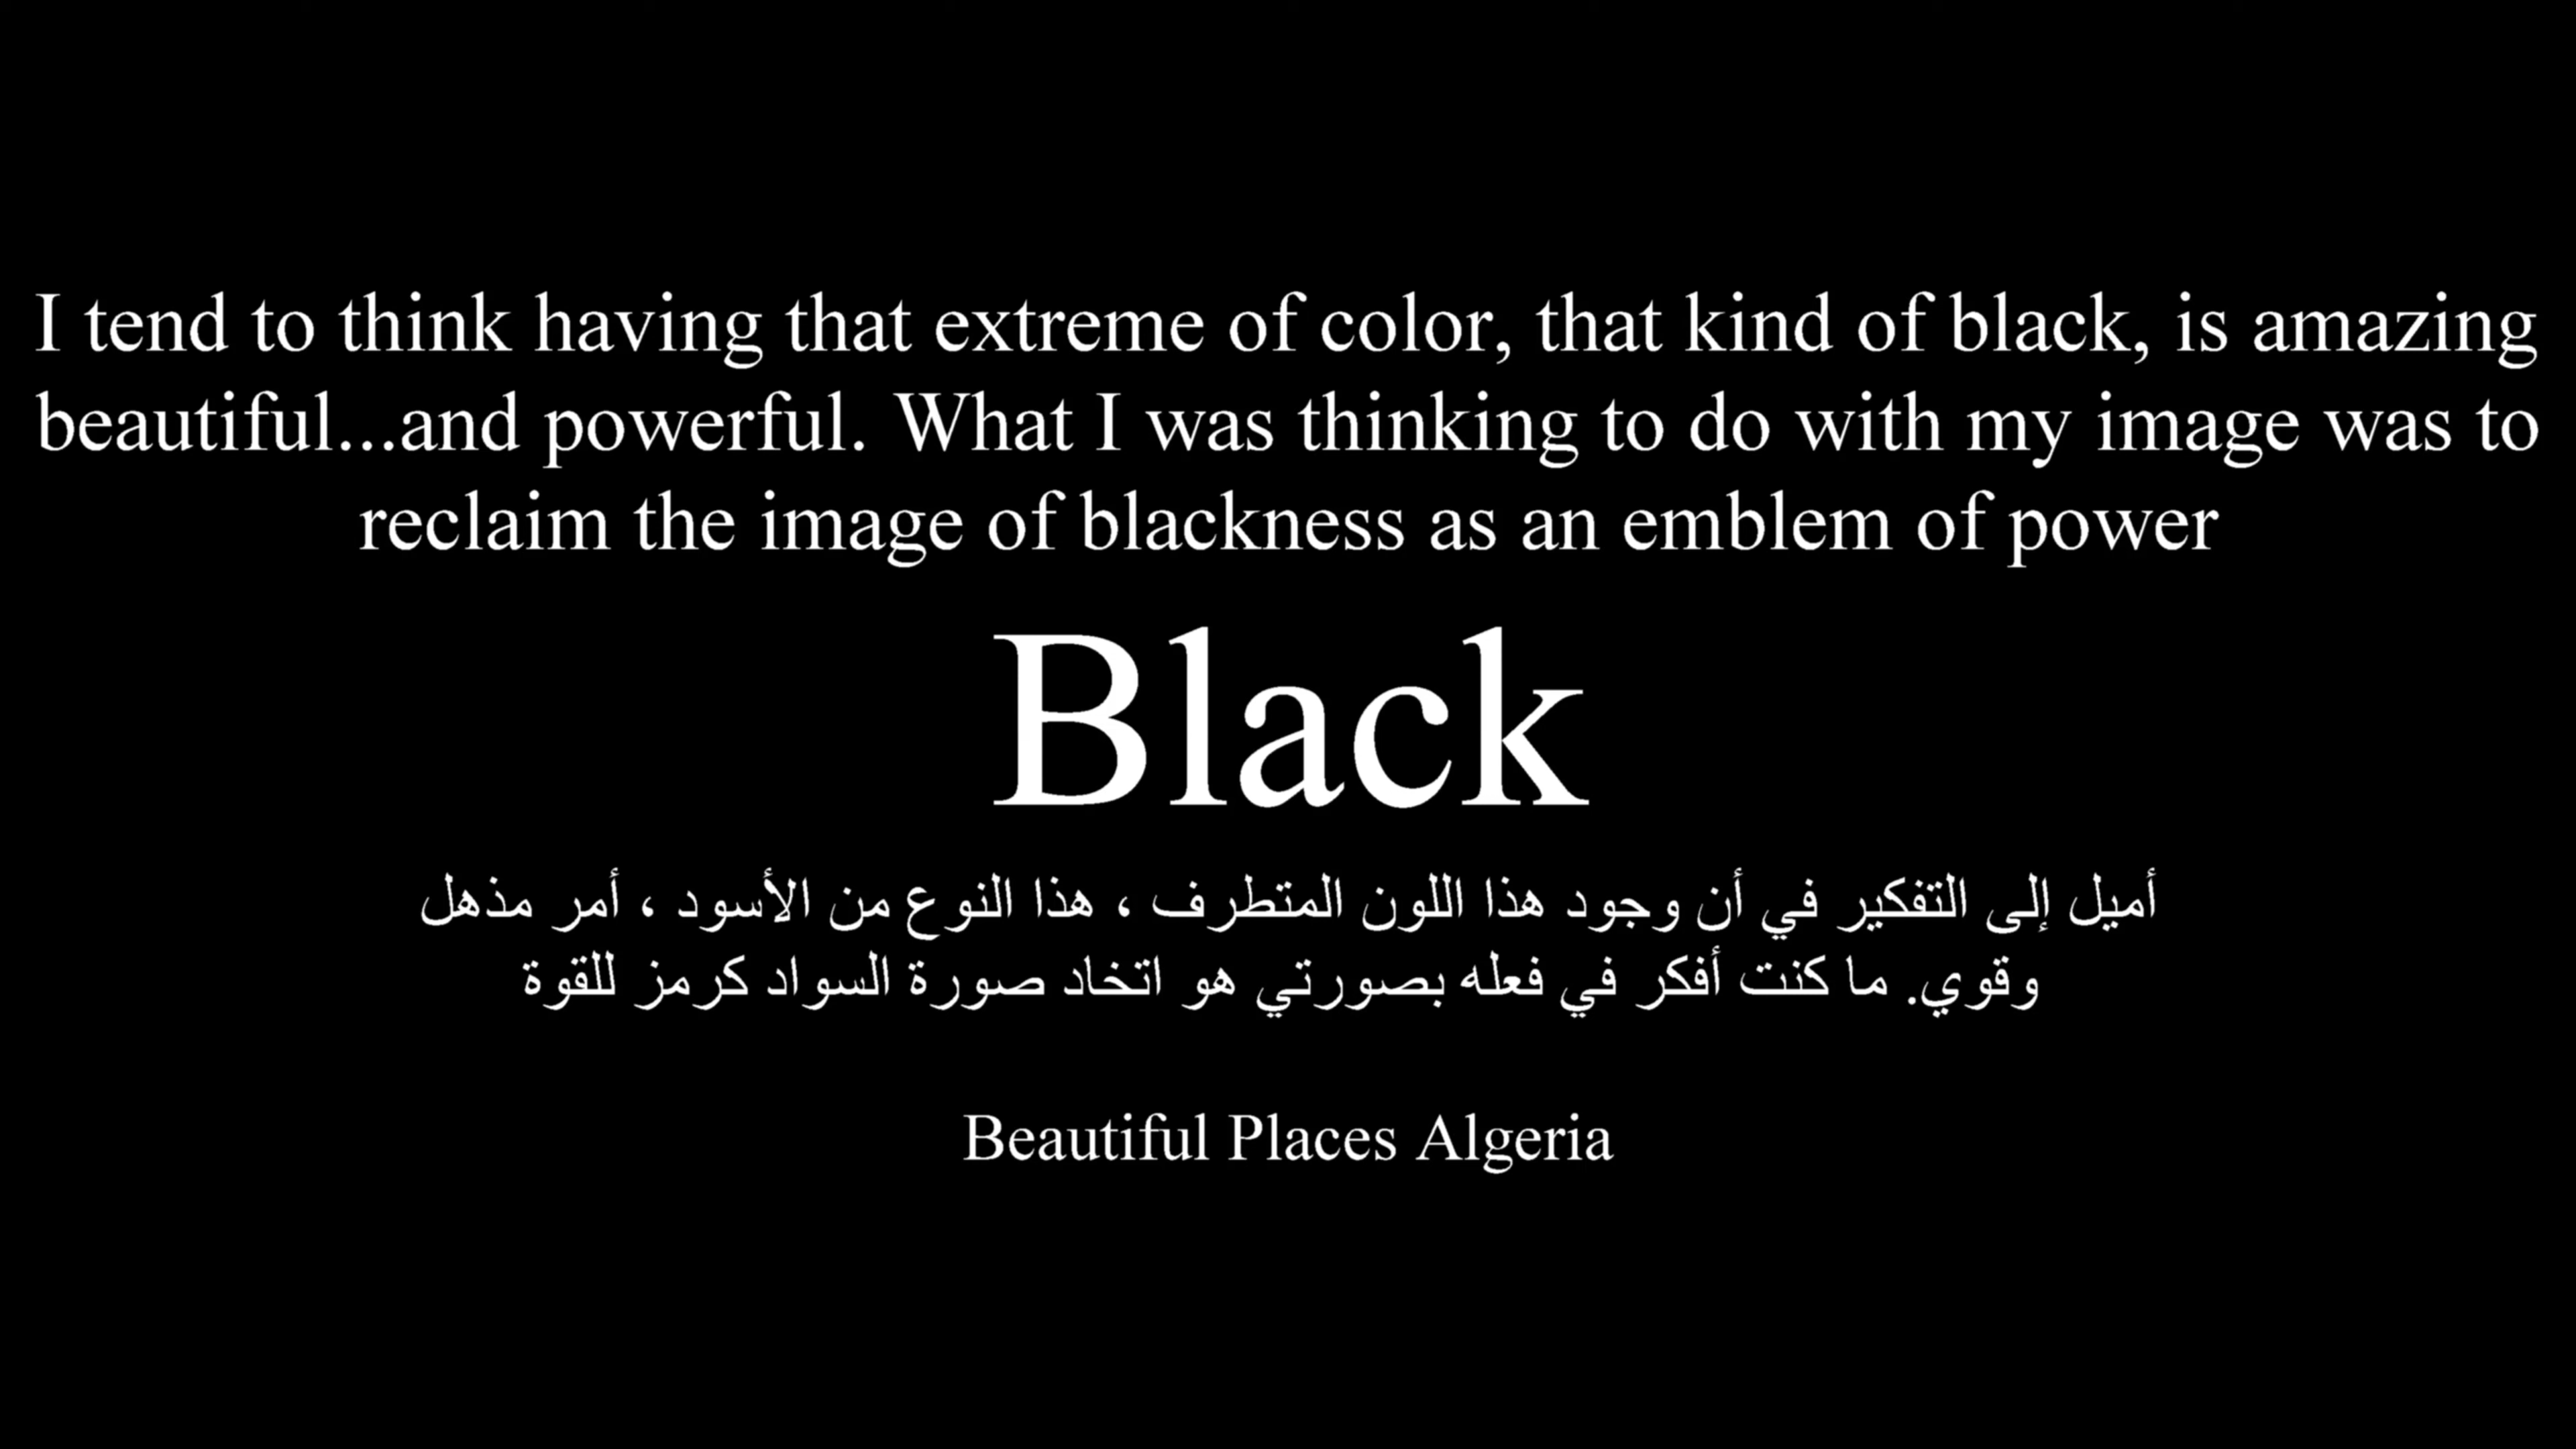 I tend to think having that extreme of color, that kind of black, is amazing
beautiful...and powerful. What I was thinking to do with my image was to
reclaim the image of blackness as an emblem of power
Black
أميل إلى التفكير في أن وجود هذا اللون المتطرف ، هذا النوع من الأسود ، أمر مذهل
وقوي. ما كنت أفكر في فعله بصورتي هو اتخاد صورة السواد كرمز للقوة
Beautiful Places Algeria